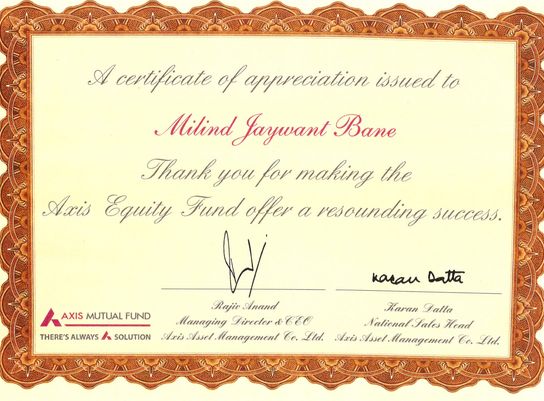 A certificate of appreciation issued to
Milind Jaywant Bane
Thank you for making the
Axis Equity Fund offer a resounding success.
Karan Datta
Rajiv Anand
Managing Director & CEO
Axis Asset Management Co. Ltd.
Karan Datta
National Sales Head
Axis Asset Management Co. Ltd.
AXIS MUTUAL FUND
THERE'S ALWAYS A SOLUTION